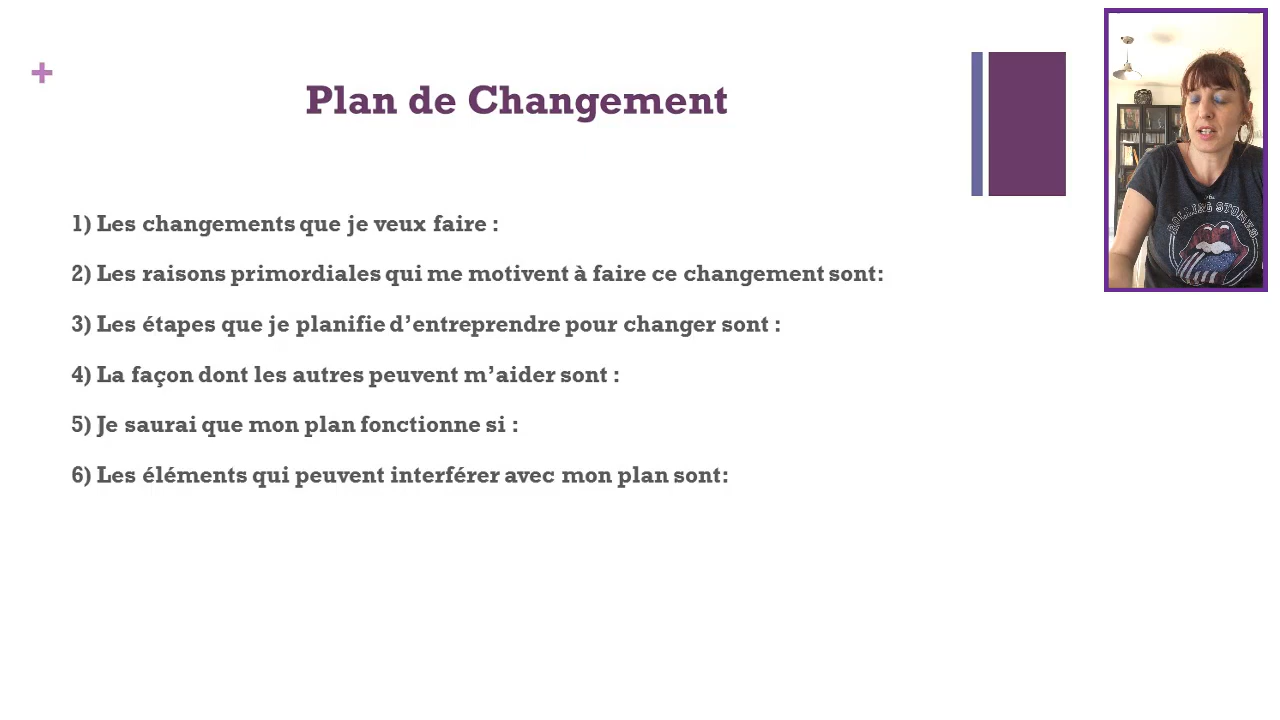 Plan de Changement
1) Les changements que je veux faire :
2) Les raisons primordiales qui me motivent à faire ce changement sont:
3) Les étapes que je planifie d’entreprendre pour changer sont :
4) La façon dont les autres peuvent m’aider sont :
5) Je saurai que mon plan fonctionne si :
6) Les éléments qui peuvent interférer avec mon plan sont:
ROLLING STONES